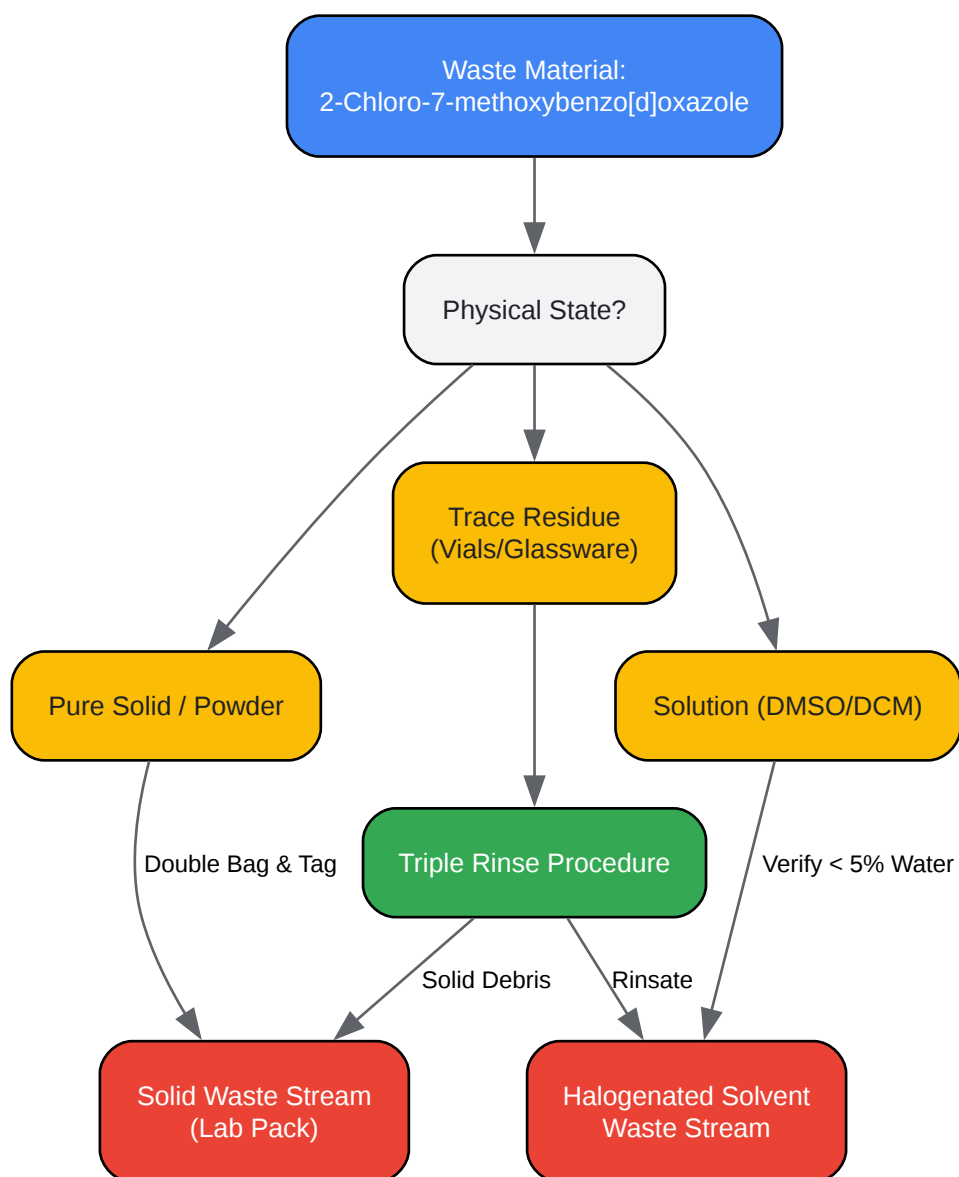 Waste Material:
2-Chloro-7-methoxybenzo[d]oxazole
Physical State?
Trace Residue
(Vials/Glassware)
Pure Solid / Powder
Solution (DMSO/DCM)
Double Bag & Tag
Triple Rinse Procedure
Verify < 5% Water
Solid Debris
Rinsate
Solid Waste Stream
(Lab Pack)
Halogenated Solvent
Waste Stream